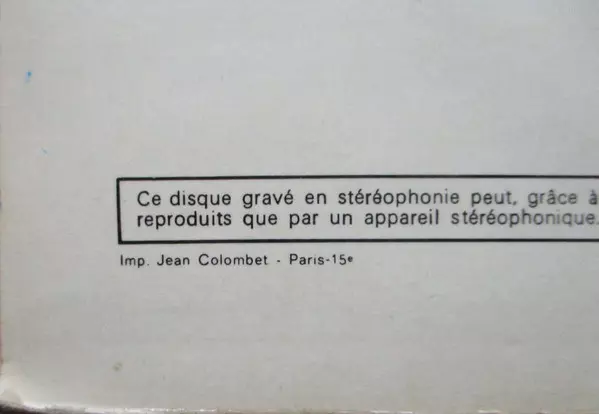 Ce disque gravé en stéréophonie peut, grâce à
reproduits que par un appareil stéréophonique.
Imp. Jean Colombet - Paris-15e